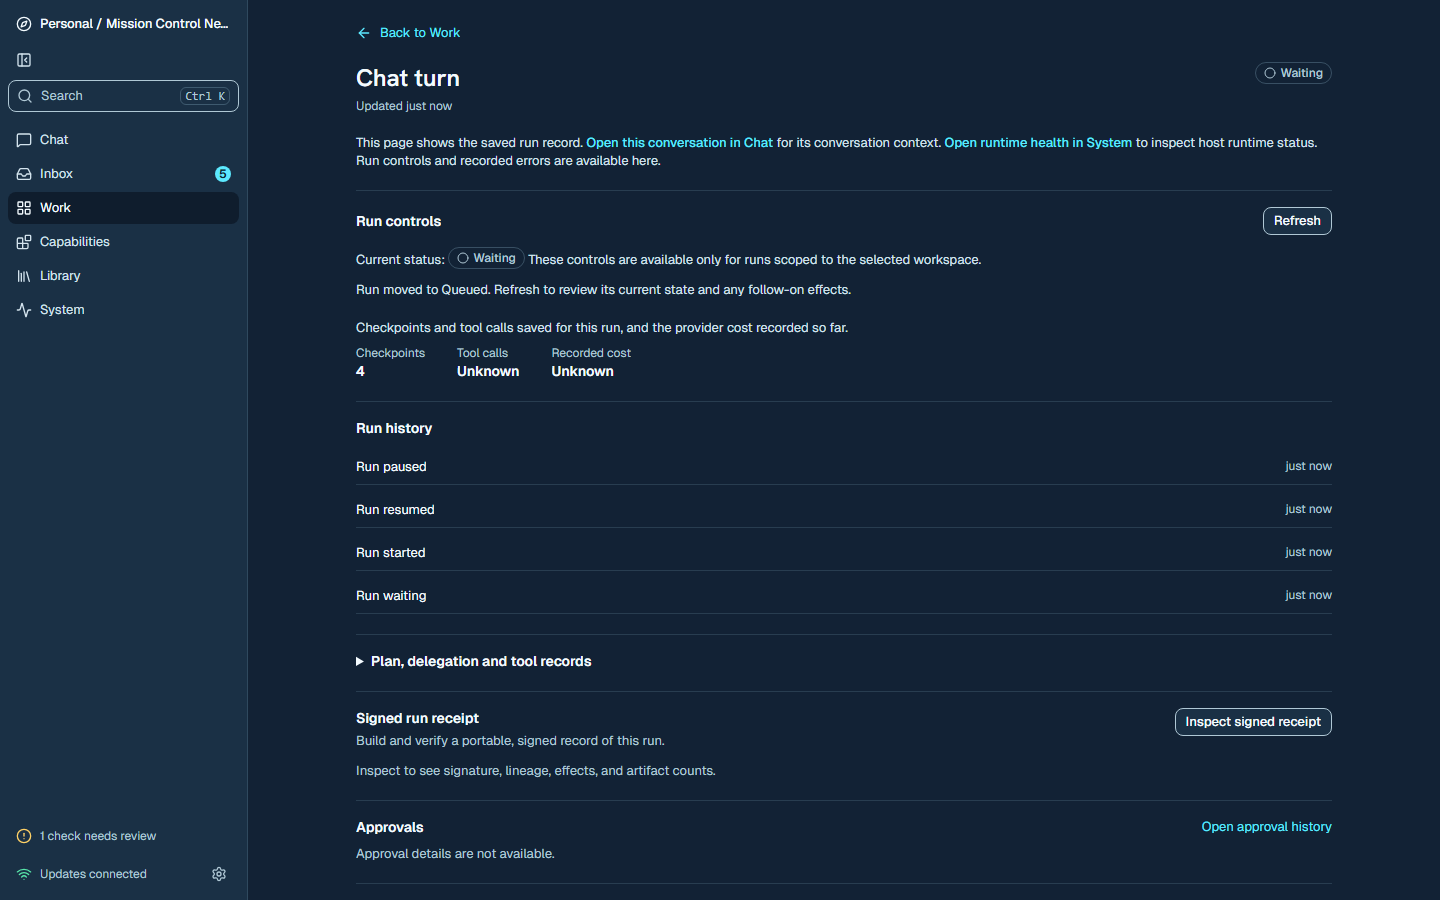 Personal / Mission Control Ne...
Search
Ctrl K
Chat
Inbox
5
Work
Capabilities
Library
System
1 check needs review
Updates connected
Back to Work
Chat turn
Waiting
Updated just now
This page shows the saved run record. Open this conversation in Chat for its conversation context. Open runtime health in System to inspect host runtime status.
Run controls and recorded errors are available here.
Run controls
Refresh
Current status: Waiting These controls are available only for runs scoped to the selected workspace.
Run moved to Queued. Refresh to review its current state and any follow-on effects.
Checkpoints and tool calls saved for this run, and the provider cost recorded so far.
Checkpoints Tool calls Recorded cost
4 Unknown Unknown
Run history
Run paused just now
Run resumed just now
Run started just now
Run waiting just now
Plan, delegation and tool records
Signed run receipt
Inspect signed receipt
Build and verify a portable, signed record of this run.
Inspect to see signature, lineage, effects, and artifact counts.
Approvals
Open approval history
Approval details are not available.